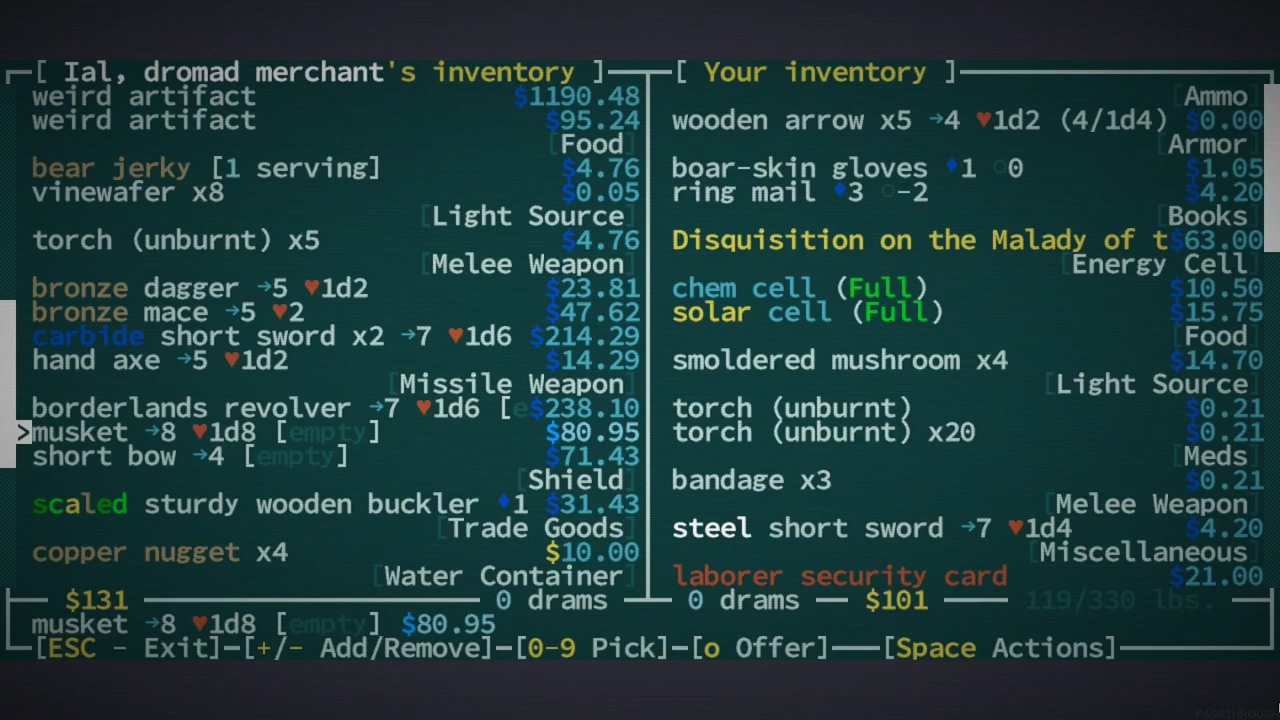 [ Ial, dromad merchant's inventory ]
weird artifact $1190.48
weird artifact $95.24
[Food]
bear jerky [1 serving] $4.76
vinewafer x8 $0.05
[Light Source]
torch (unburnt) x5 $4.76
[Melee Weapon]
bronze dagger →5 ♥1d2 $23.81
bronze mace →5 ♥2 $47.62
carbide short sword x2 →7 ♥1d6 $214.29
hand axe →5 ♥1d2 $14.29
[Missile Weapon]
borderlands revolver →7 ♥1d6 [e $238.10
>musket →8 ♥1d8 [empty] $80.95
short bow →4 [empty] $71.43
[Shield]
scaled sturdy wooden buckler ♦1 $31.43
[Trade Goods]
copper nugget x4 $10.00
[Water Container]
$131 0 drams
[ Your inventory ]
[Ammo]
wooden arrow x5 →4 ♥1d2 (4/1d4) $0.00
[Armor]
boar-skin gloves ♦1 ○0 $1.05
ring mail ♦3 ○-2 $4.20
[Books]
Disquisition on the Malady of t $63.00
[Energy Cell]
chem cell (Full) $10.50
solar cell (Full) $15.75
[Food]
smoldered mushroom x4 $14.70
[Light Source]
torch (unburnt) $0.21
torch (unburnt) x20 $0.21
[Meds]
bandage x3 $0.21
[Melee Weapon]
steel short sword →7 ♥1d4 $4.20
[Miscellaneous]
laborer security card $21.00
0 drams $101 119/330 lbs.
musket →8 ♥1d8 [empty] $80.95
[ESC - Exit]-[+/- Add/Remove]-[0-9 Pick]-[o Offer]-[Space Actions]